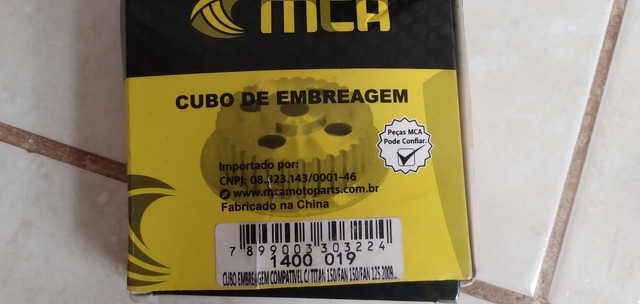 MCA
CUBO DE EMBREAGEM
Peças MCA
Pode Confiar.
Importado por:
CNPJ: 08.423.143/0001-46
www.mcamotoparts.com.br
Fabricado na China
7 899003 303224
1400 019
CUBO EMBREAGEM COMPATIVEL C/ TITAN 150/FAN 150/FAN 125 2009...